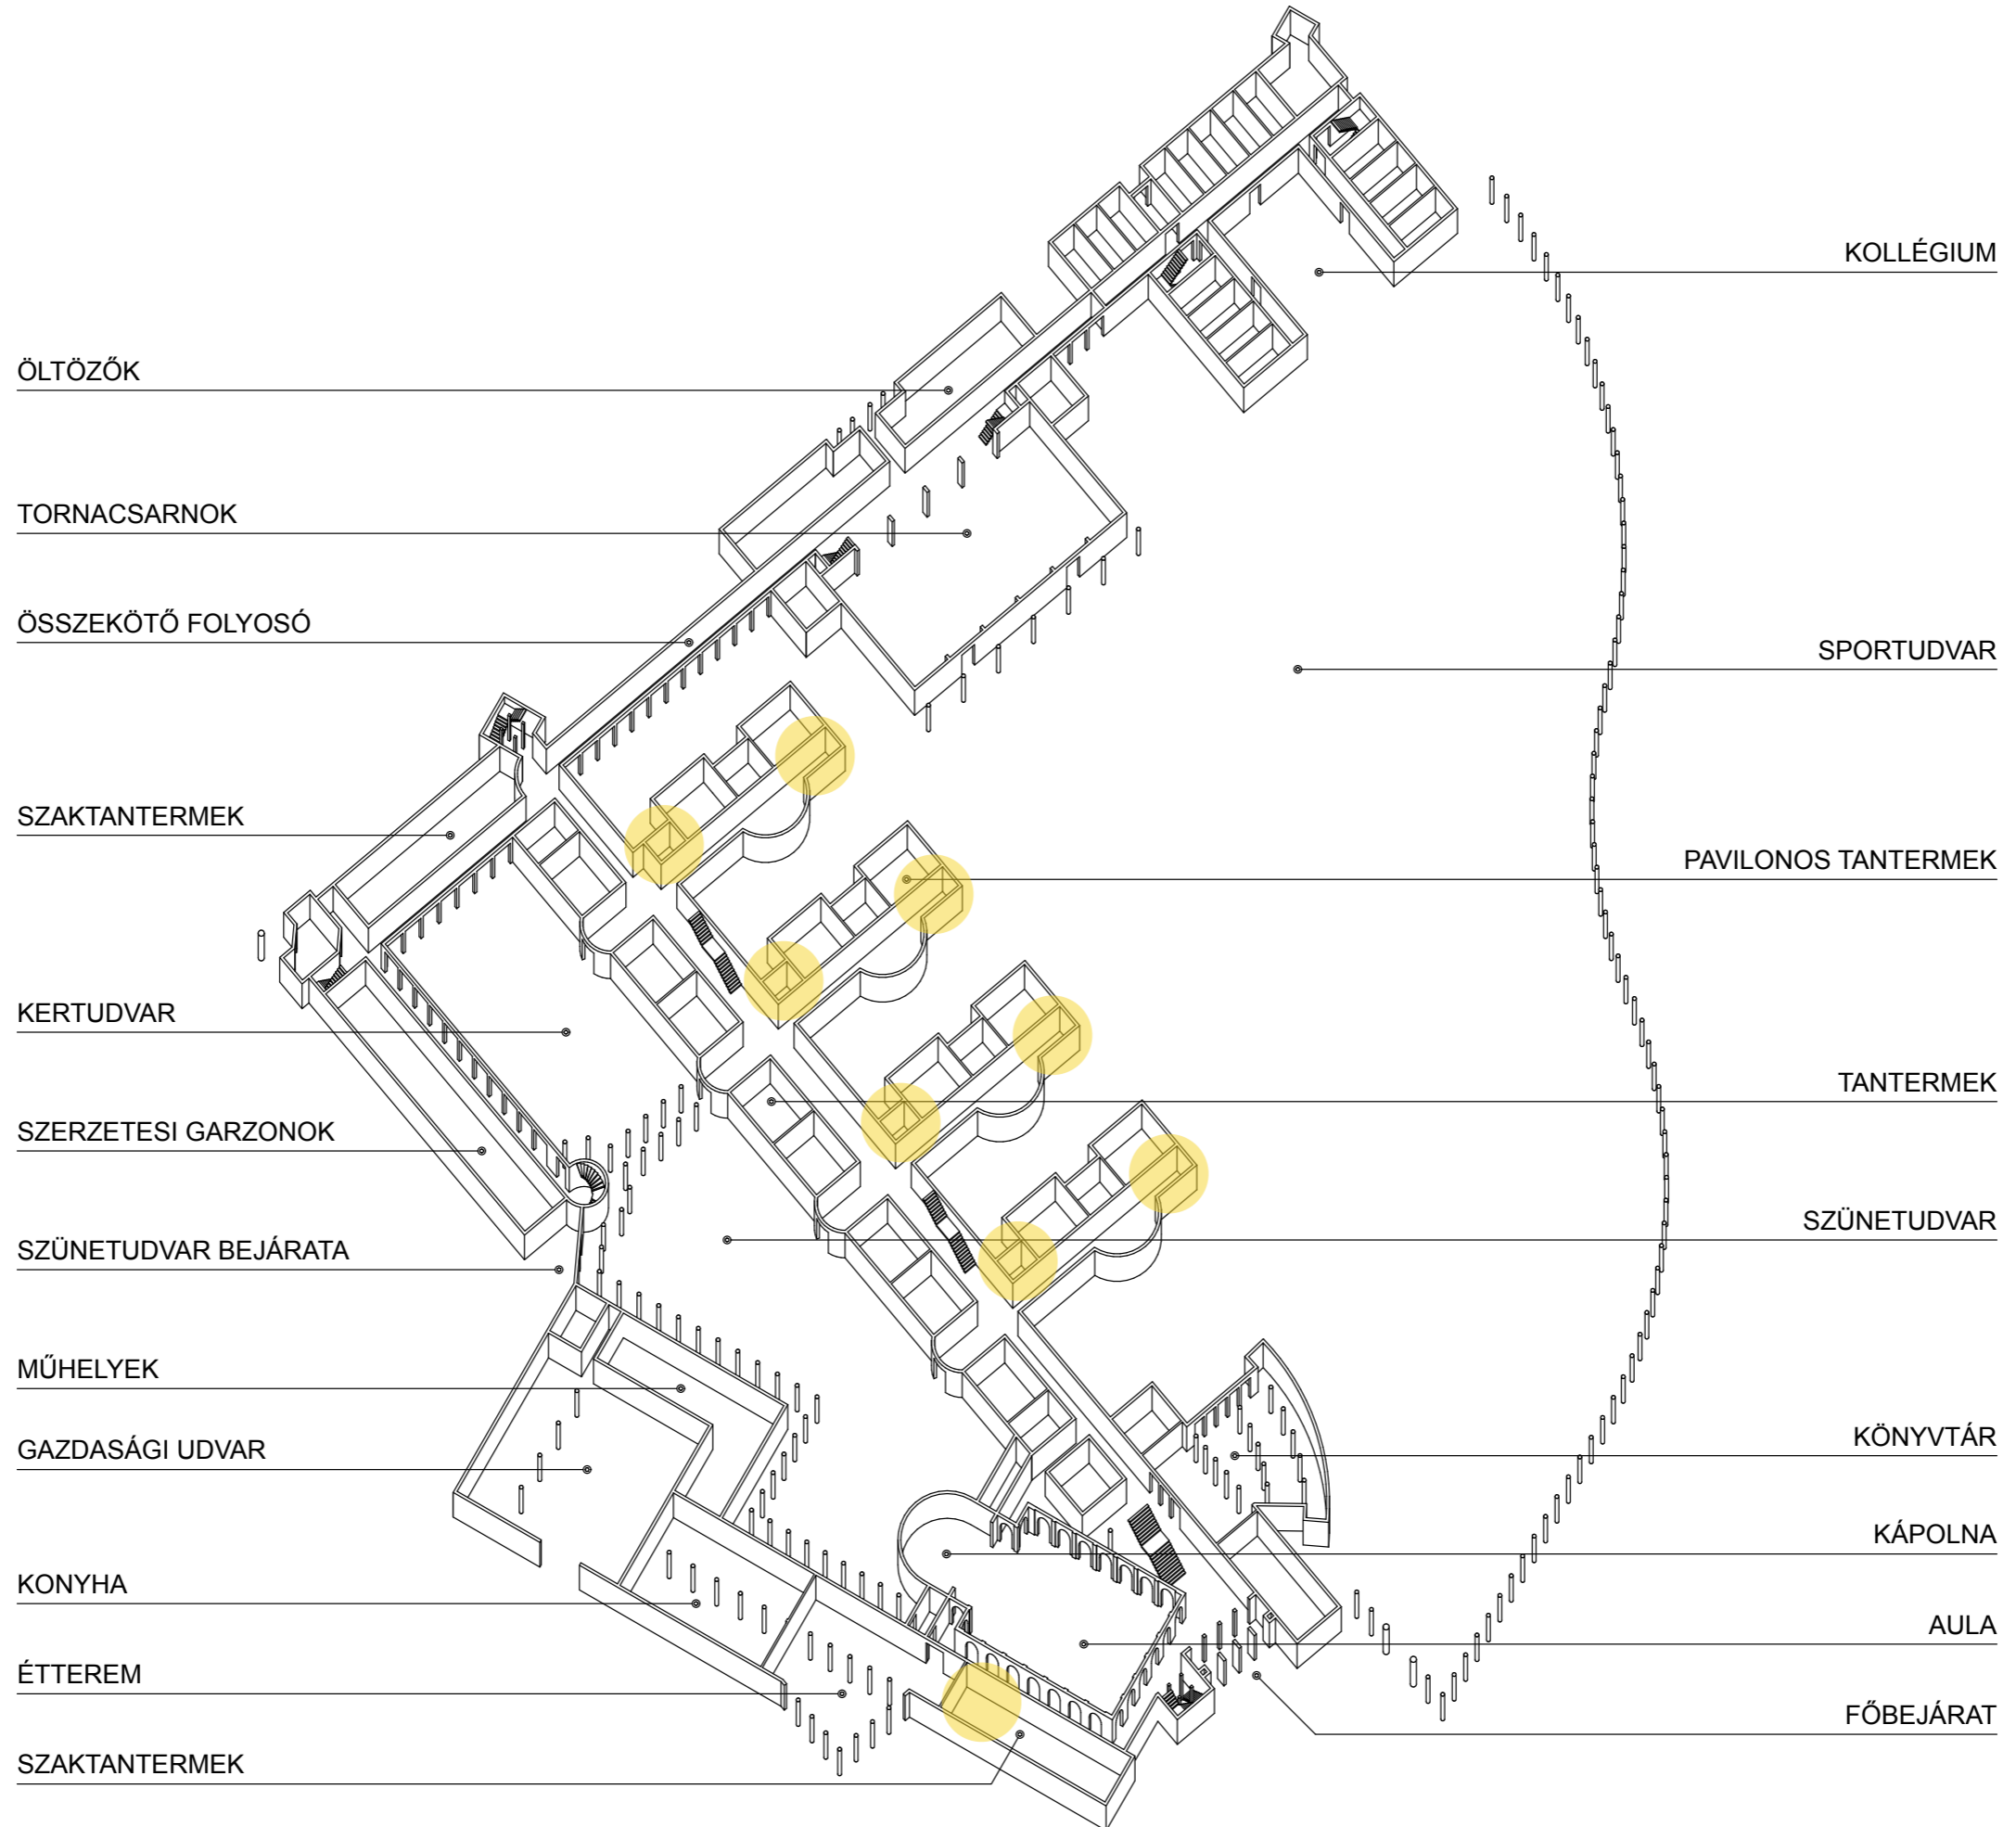 ÖLTÖZŐK
TORNACSARNOK
ÖSSZEKÖTŐ FOLYOSÓ
SZAKTANTERMEK
KERTUDVAR
SZERZETESI GARZONOK
SZÜNETUDVAR BEJÁRATA
MŰHELYEK
GAZDASÁGI UDVAR
KONYHA
ÉTTEREM
SZAKTANTERMEK
KOLLÉGIUM
SPORTUDVAR
PAVILONOS TANTERMEK
TANTERMEK
SZÜNETUDVAR
KÖNYVTÁR
KÁPOLNA
AULA
FŐBEJÁRAT